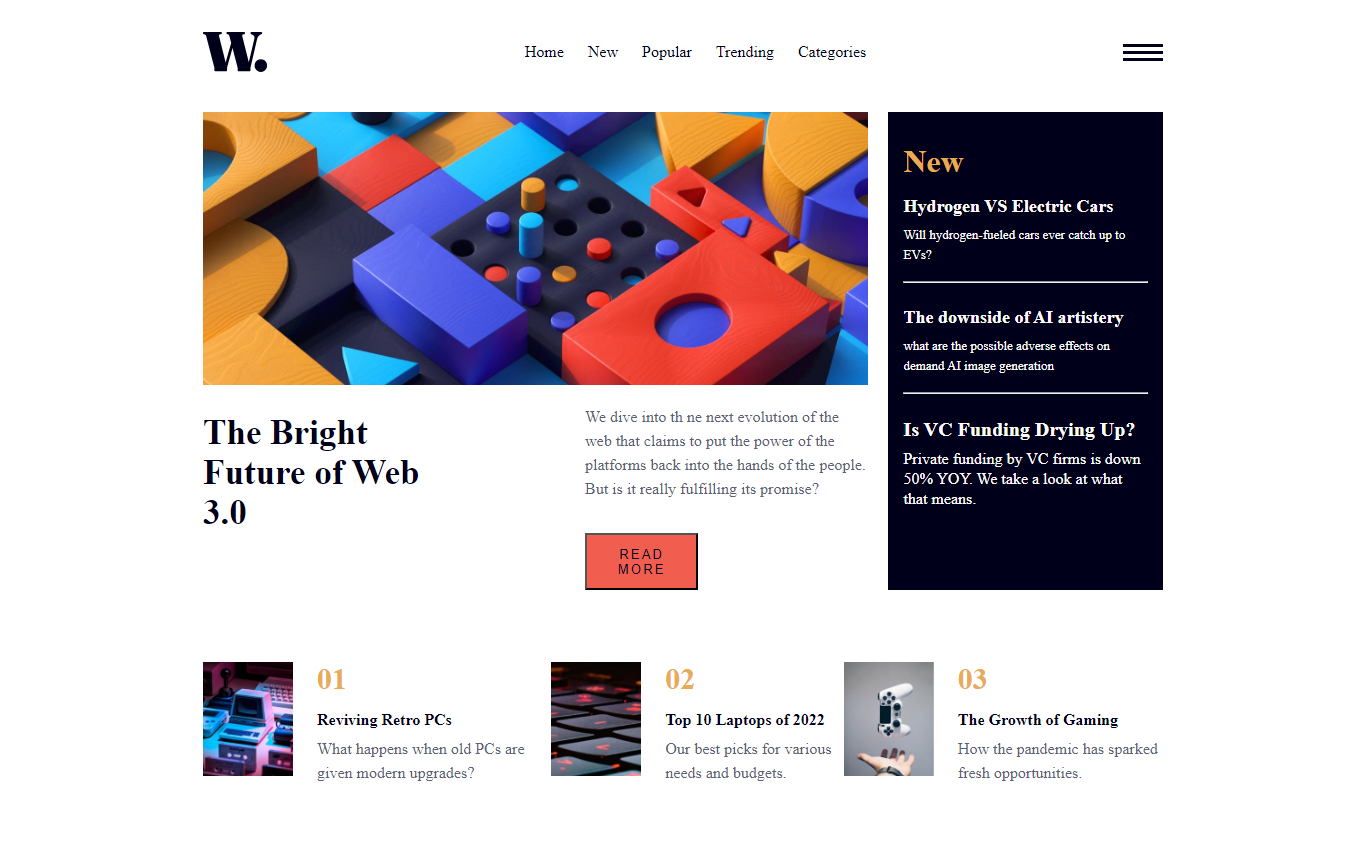 W.
Home New Popular Trending Categories
New
Hydrogen VS Electric Cars
Will hydrogen-fueled cars ever catch up to
EVs?
The downside of AI artistery
what are the possible adverse effects on
demand AI image generation
Is VC Funding Drying Up?
Private funding by VC firms is down
50% YOY. We take a look at what
that means.
The Bright
Future of Web
3.0
We dive into th ne next evolution of the
web that claims to put the power of the
platforms back into the hands of the people.
But is it really fulfilling its promise?
READ
MORE
01
Reviving Retro PCs
What happens when old PCs are
given modern upgrades?
02
Top 10 Laptops of 2022
Our best picks for various
needs and budgets.
03
The Growth of Gaming
How the pandemic has sparked
fresh opportunities.